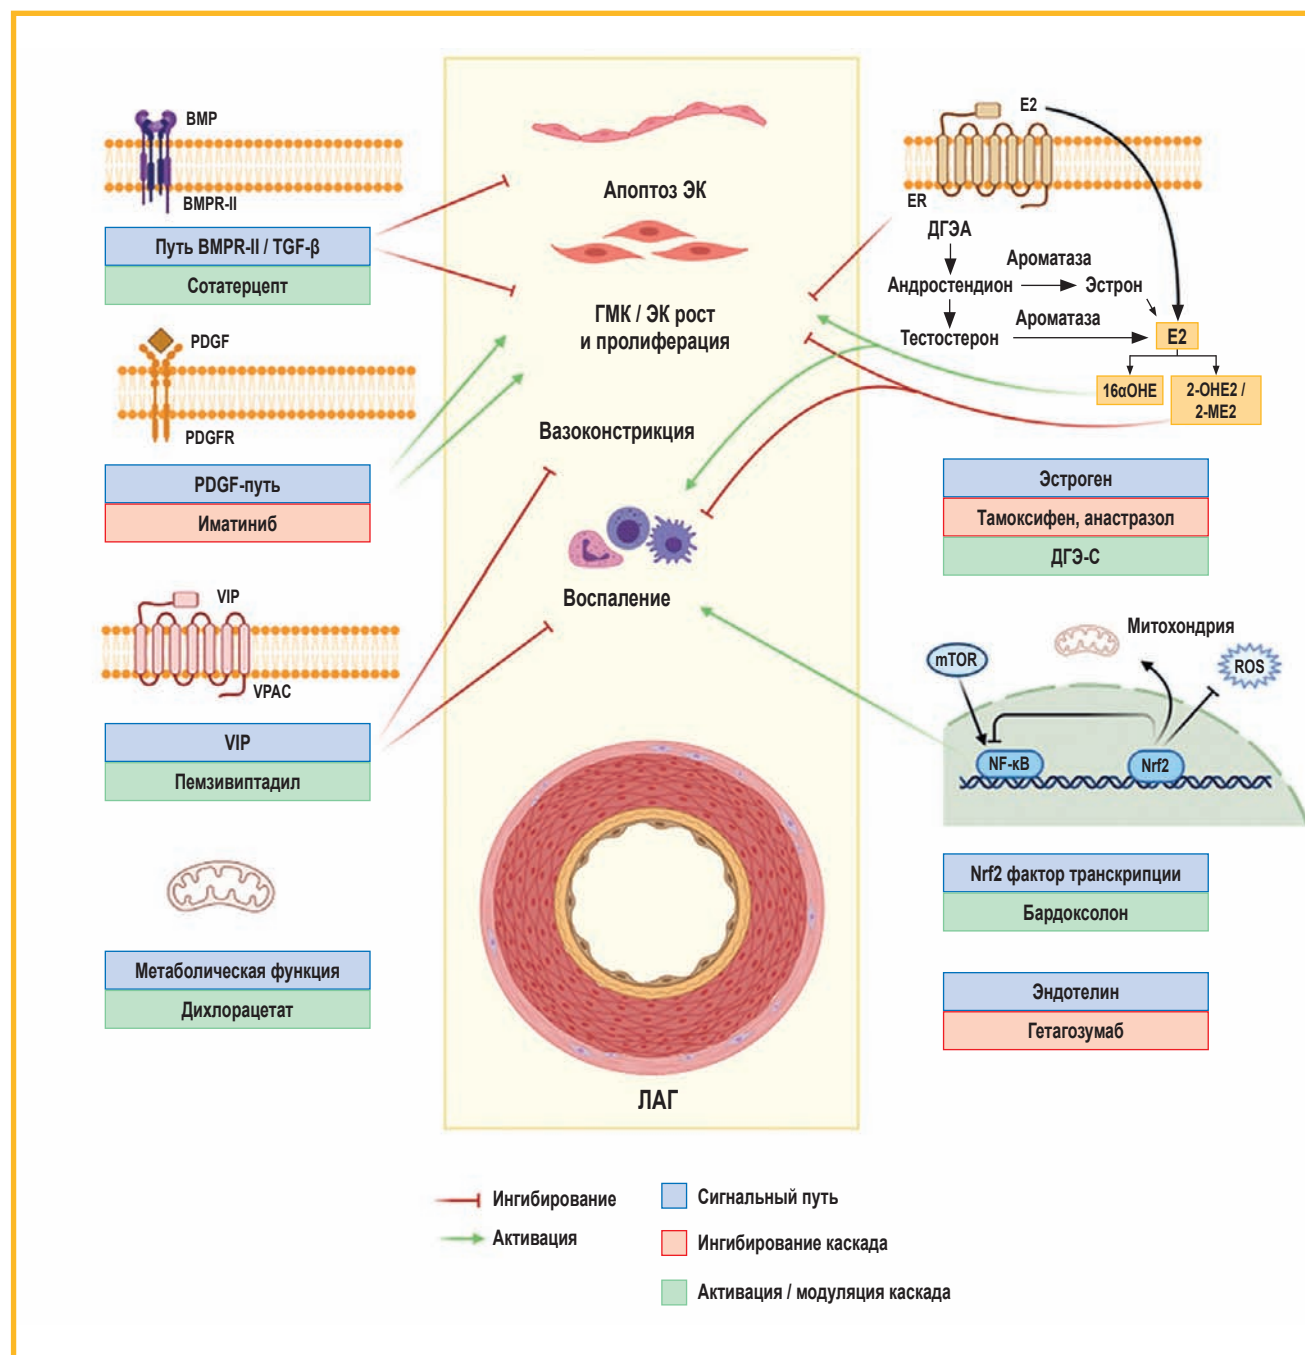 BMP
BMPR-II
Путь BMPR-II / TGF-β
Сотатерцепт
PDGF
PDGFR
PDGF-путь
Иматиниб
VIP
VPAC
VIP
Пемзивиптадил
Метаболическая функция
Дихлорацетат
Апоптоз ЭК
ГМК / ЭК рост
и пролиферация
Вазоконстрикция
Воспаление
ЛАГ
E2
ER
ДГЭА
Ароматаза
Андростендион
Эстрон
Ароматаза
Тестостерон
E2
16αOHE
2-OHE2 /
2-ME2
Эстроген
Тамоксифен, анастразол
ДГЭ-С
Митохондрия
mTOR
ROS
NF-κB
Nrf2
Nrf2 фактор транскрипции
Бардоксолон
Эндотелин
Гетагозумаб
Ингибирование
Активация
Сигнальный путь
Ингибирование каскада
Активация / модуляция каскада